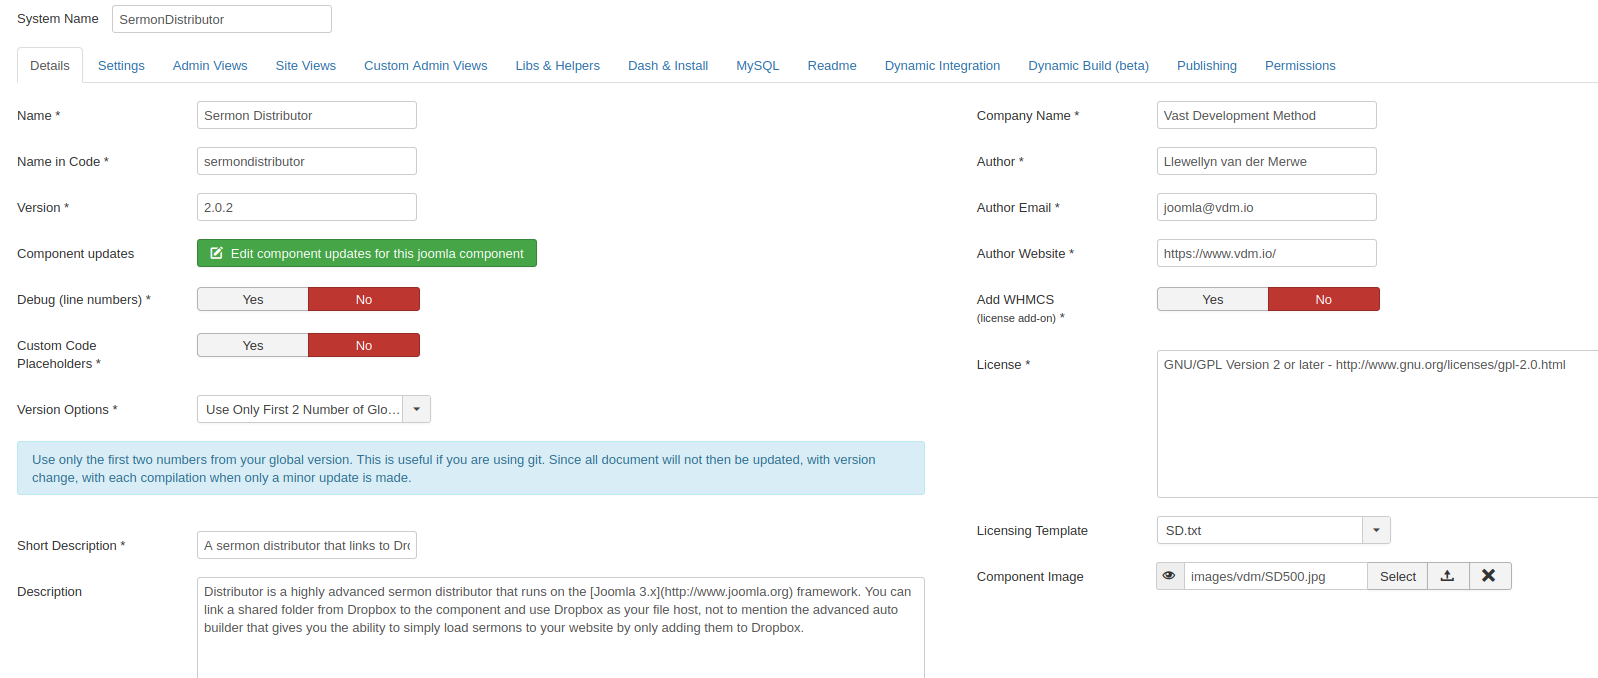 System Name SermonDistributor
Details Settings Admin Views Site Views Custom Admin Views Libs & Helpers Dash & Install MySQL Readme Dynamic Integration Dynamic Build (beta) Publishing Permissions
Name * Sermon Distributor
Name in Code * sermondistributor
Version * 2.0.2
Component updates Edit component updates for this joomla component
Debug (line numbers) * Yes No
Custom Code
Placeholders * Yes No
Version Options * Use Only First 2 Number of Glo...
Use only the first two numbers from your global version. This is useful if you are using git. Since all document will not then be updated, with version
change, with each compilation when only a minor update is made.
Short Description * A sermon distributor that links to Dro
Description
Distributor is a highly advanced sermon distributor that runs on the [Joomla 3.x](http://www.joomla.org) framework. You can
link a shared folder from Dropbox to the component and use Dropbox as your file host, not to mention the advanced auto
builder that gives you the ability to simply load sermons to your website by only adding them to Dropbox.
Company Name * Vast Development Method
Author * Llewellyn van der Merwe
Author Email * joomla@vdm.io
Author Website * https://www.vdm.io/
Add WHMCS Yes No
(license add-on) *
License * GNU/GPL Version 2 or later - http://www.gnu.org/licenses/gpl-2.0.html
Licensing Template SD.txt
Component Image images/vdm/SD500.jpg Select